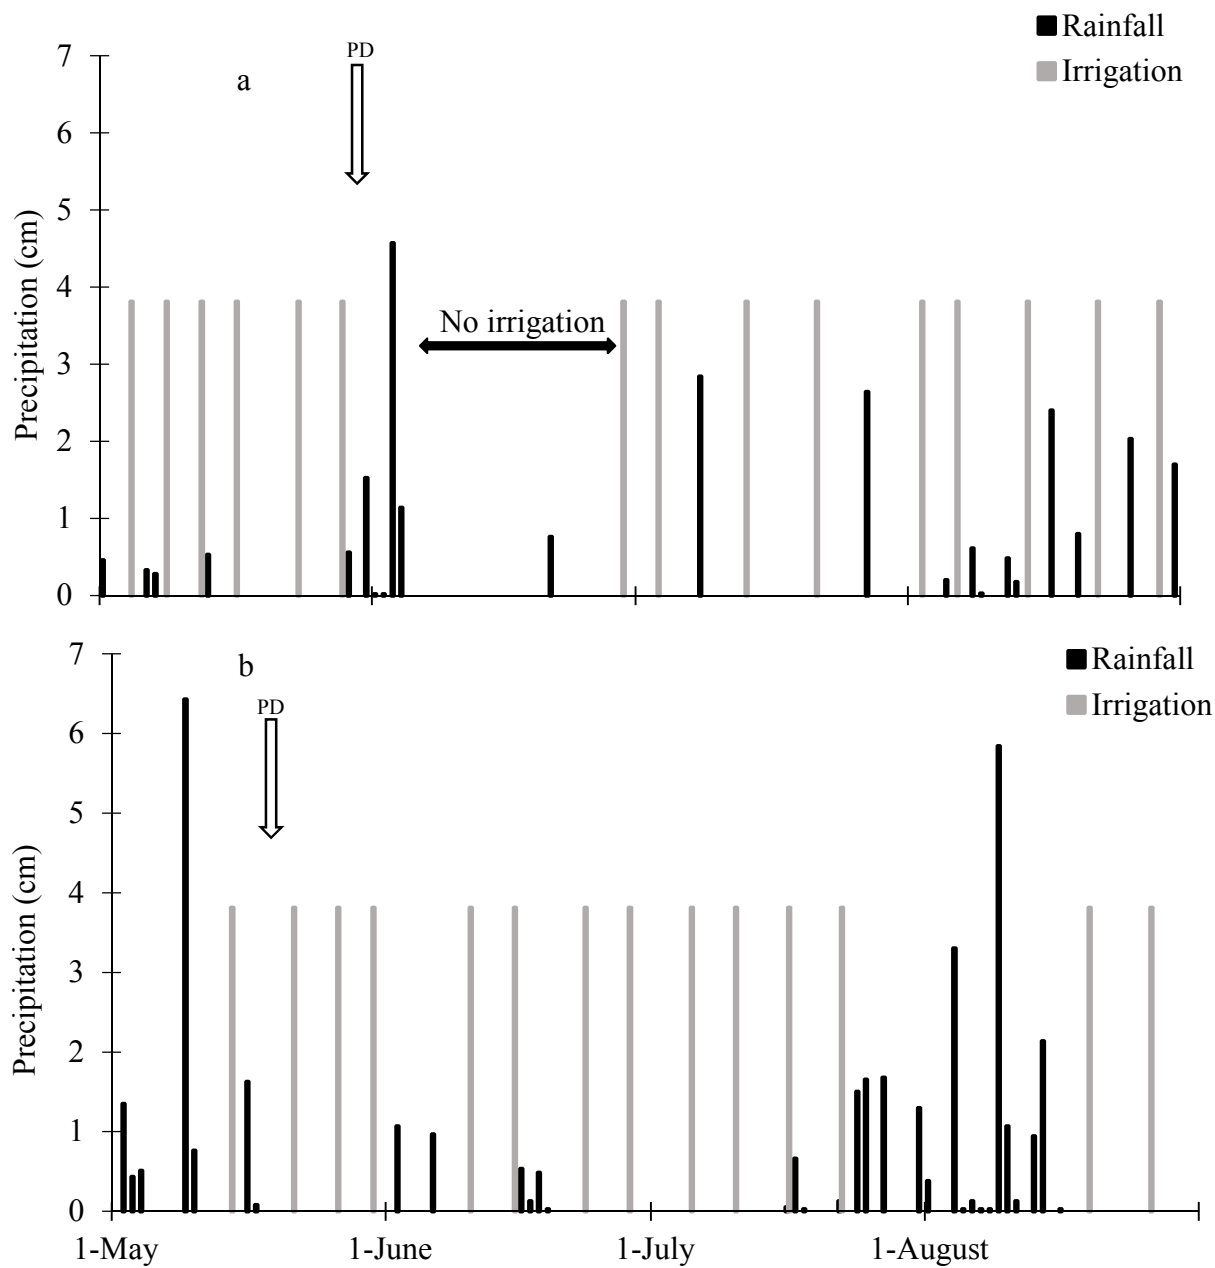 Rainfall
Irrigation
PD
a
7
6
5
4
3
2
1
0
Precipitation (cm)
No irrigation
Rainfall
Irrigation
b
PD
7
6
5
4
3
2
1
0
Precipitation (cm)
1-May 1-June 1-July 1-August